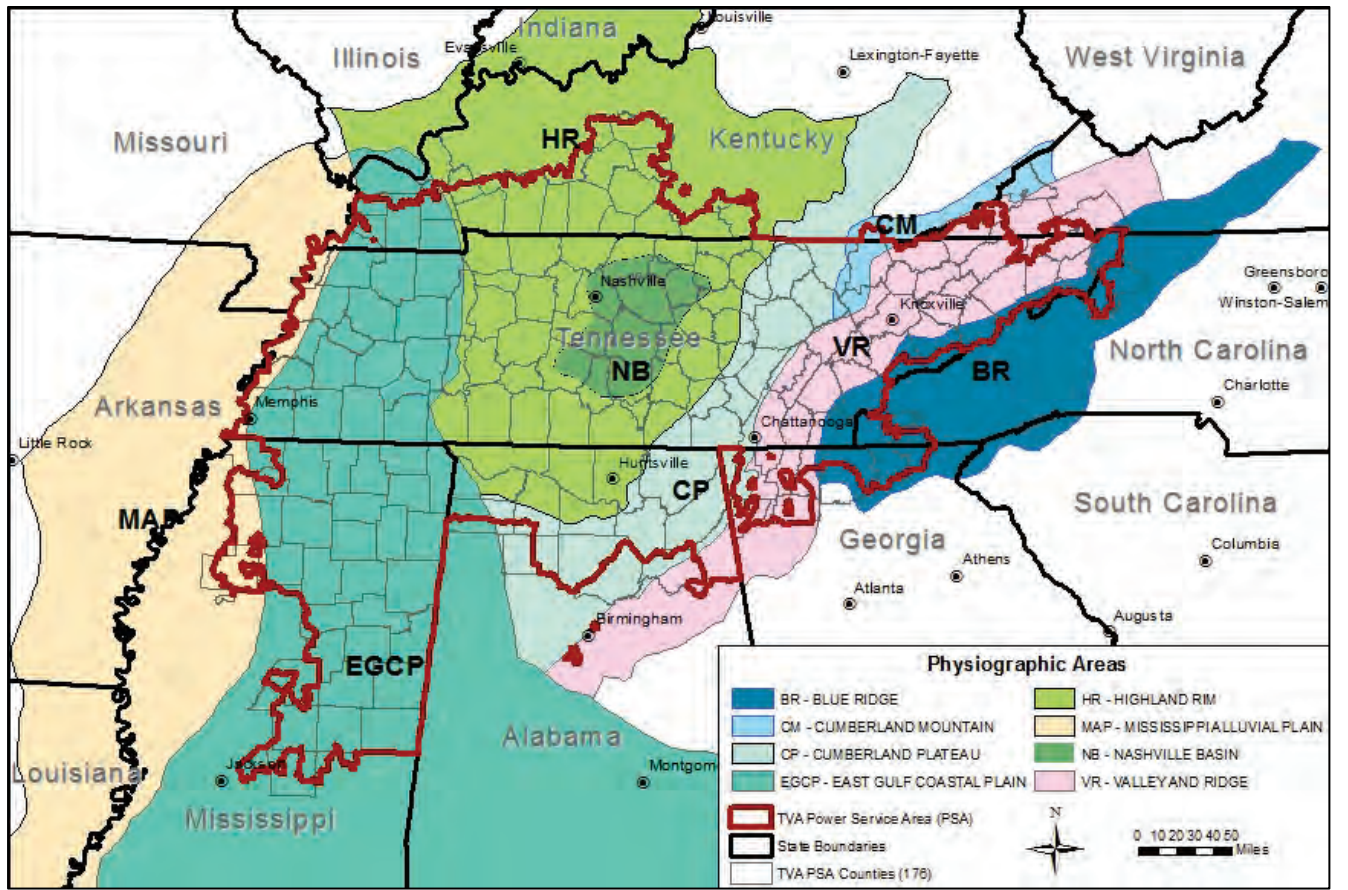 Indiana
Louisville
Illinois
Evansville
Lexington-Fayette
West Virginia
Missouri
HR
Kentucky
CM
Nashville
Greensboro
Winston-Salem
Knoxville
Tennessee
VR
NB
BR
North Carolina
Charlotte
Arkansas
Memphis
Chattanooga
Little Rock
Huntsville
CP
South Carolina
MAP
Georgia
Columbia
Athens
Atlanta
Birmingham
Augusta
EGCP
Alabama
Louisiana
Jackson
Montgom
Mississippi
Physiographic Areas
BR - BLUE RIDGE
HR - HIGHLAND RIM
CM - CUMBERLAND MOUNTAIN
MAP - MISSISSIPPI ALLUVIAL PLAIN
CP - CUMBERLAND PLATEAU
NB - NASHVILLE BASIN
EGCP - EAST GULF COASTAL PLAIN
VR - VALLEY AND RIDGE
TVA Power Service Area (PSA)
State Boundaries
TVA PSA Counties (176)
N
0 10 20 30 40 50
Miles